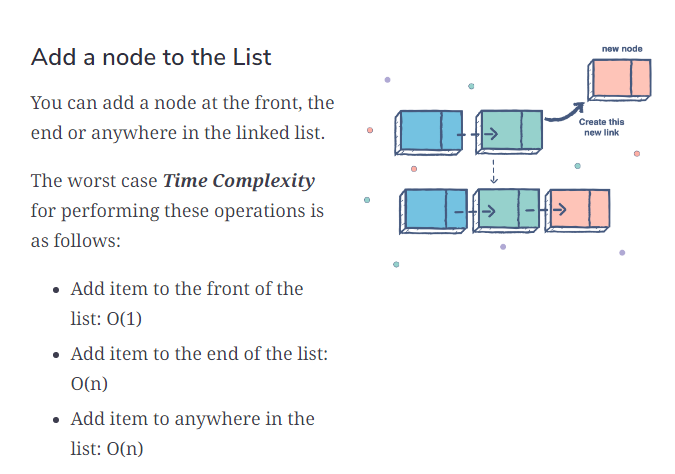 Add a node to the List
You can add a node at the front, the
end or anywhere in the linked list.
The worst case Time Complexity
for performing these operations is
as follows:
• Add item to the front of the
list: O(1)
• Add item to the end of the list:
O(n)
• Add item to anywhere in the
list: O(n)
new node
Create this
new link